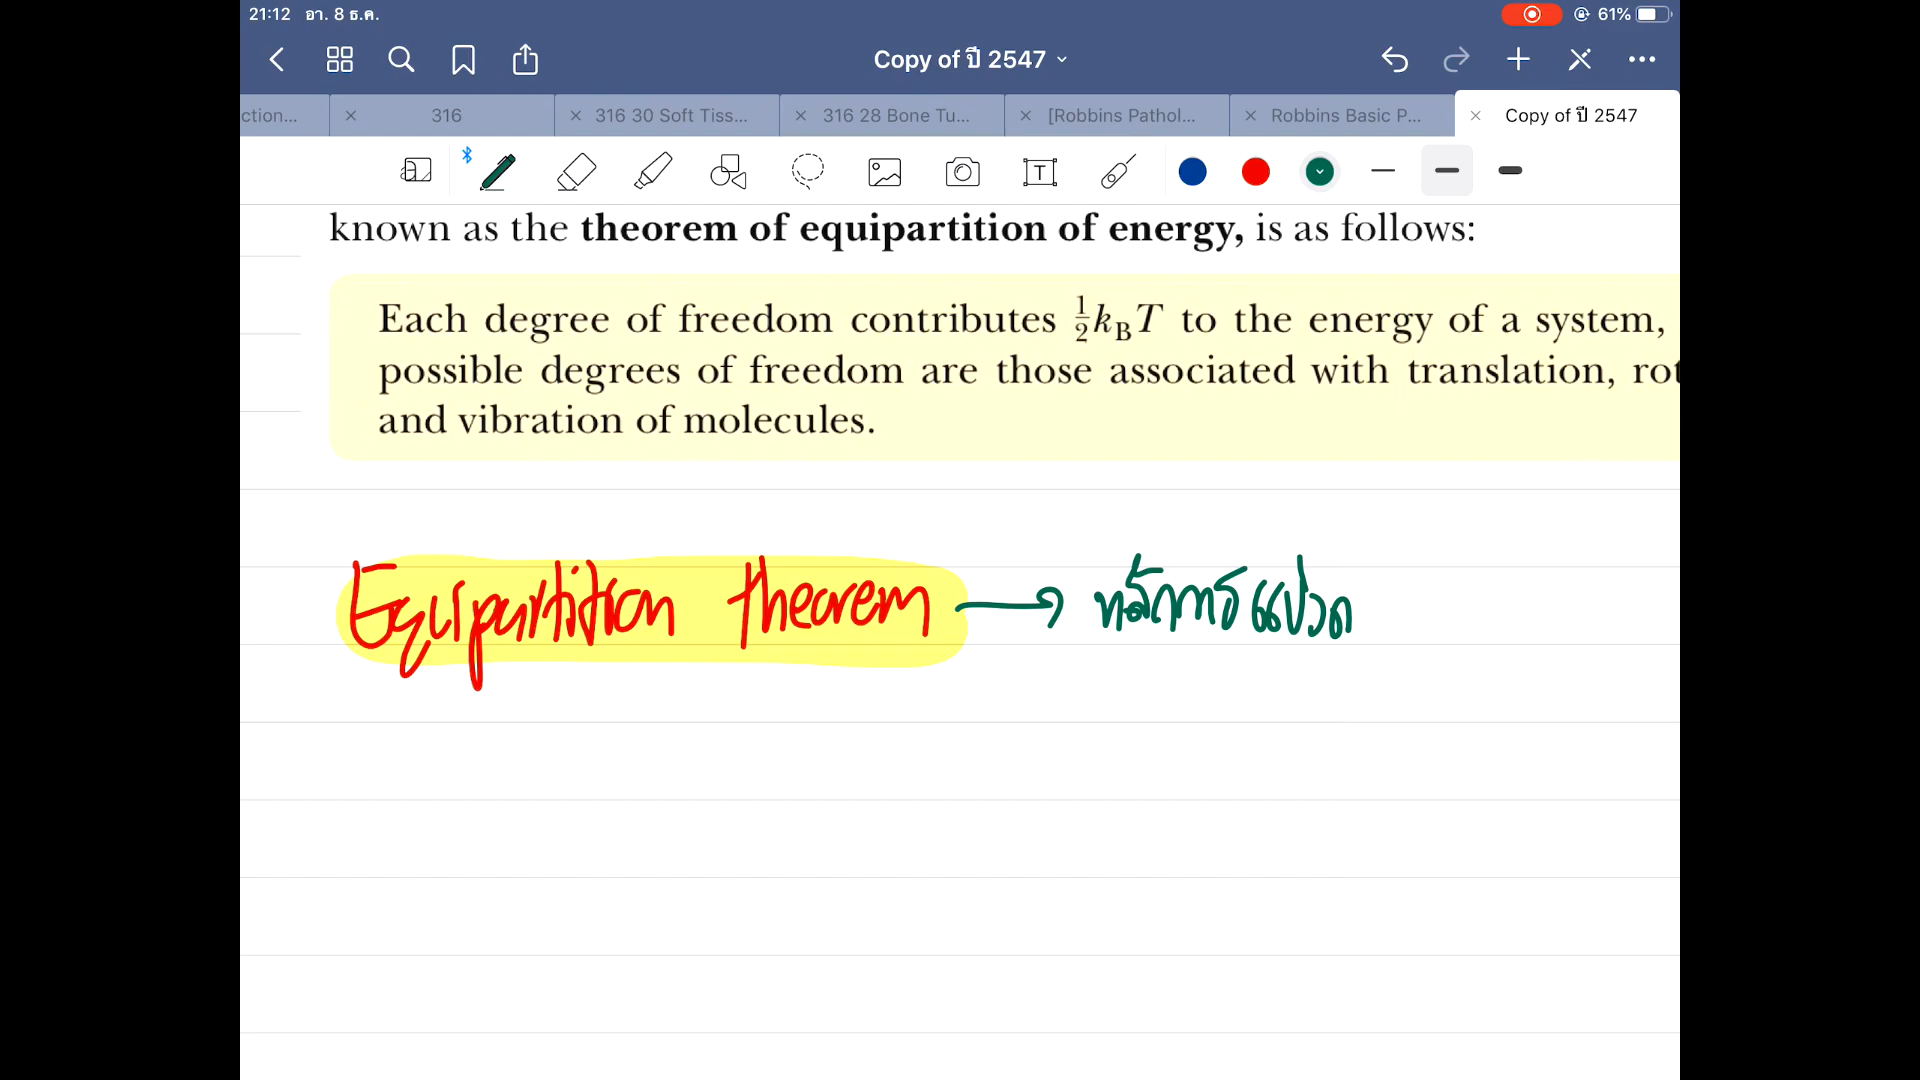 21:12 อา. 8 ธ.ค. 61%
Copy of ปี 2547
ction... 316 316 30 Soft Tiss... 316 28 Bone Tu... [Robbins Pathol... Robbins Basic P... Copy of ปี 2547
T
known as the theorem of equipartition of energy, is as follows:
Each degree of freedom contributes ½k_BT to the energy of a system,
possible degrees of freedom are those associated with translation, rot
and vibration of molecules.
Equipartition theorem → หลักการ